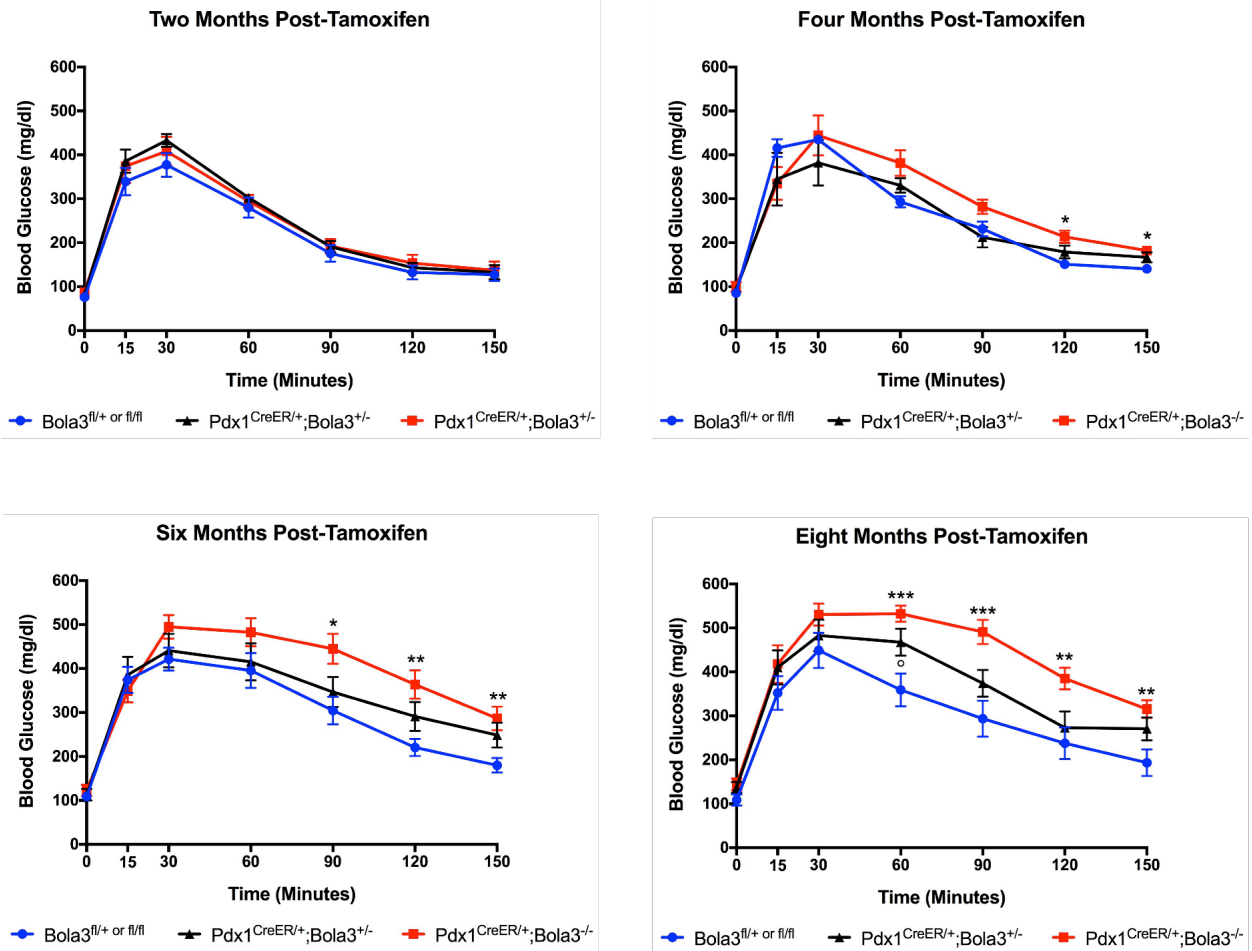 Two Months Post-Tamoxifen
Blood Glucose (mg/dl)
600
500
400
300
200
100
0
0 15 30 60 90 120 150
Time (Minutes)
Bola3fl/+ or fl/fl Pdx1CreER/+;Bola3+/- Pdx1CreER/+;Bola3+/-
Four Months Post-Tamoxifen
Blood Glucose (mg/dl)
600
500
400
300
200
100
0
* *
0 15 30 60 90 120 150
Time (Minutes)
Bola3fl/+ or fl/fl Pdx1CreER/+;Bola3+/- Pdx1CreER/+;Bola3-/-
Six Months Post-Tamoxifen
Blood Glucose (mg/dl)
600
500
400
300
200
100
0
* ** **
0 15 30 60 90 120 150
Time (Minutes)
Bola3fl/+ or fl/fl Pdx1CreER/+;Bola3+/- Pdx1CreER/+;Bola3-/-
Eight Months Post-Tamoxifen
Blood Glucose (mg/dl)
600
500
400
300
200
100
0
*** *** ** **
°
0 15 30 60 90 120 150
Time (Minutes)
Bola3fl/+ or fl/fl Pdx1CreER/+;Bola3+/- Pdx1CreER/+;Bola3-/-